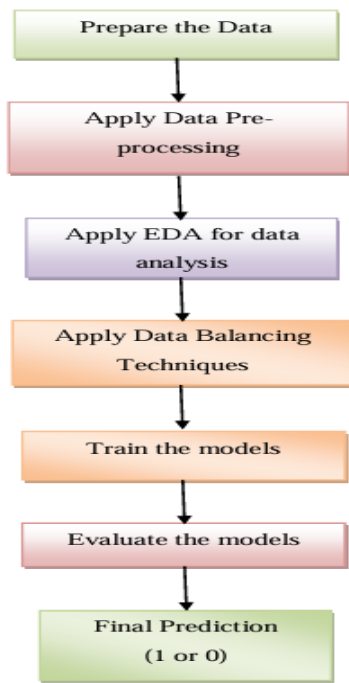 Prepare the Data
Apply Data Pre-
processing
Apply EDA for data
analysis
Apply Data Balancing
Techniques
Train the models
Evaluate the models
Final Prediction
(1 or 0)